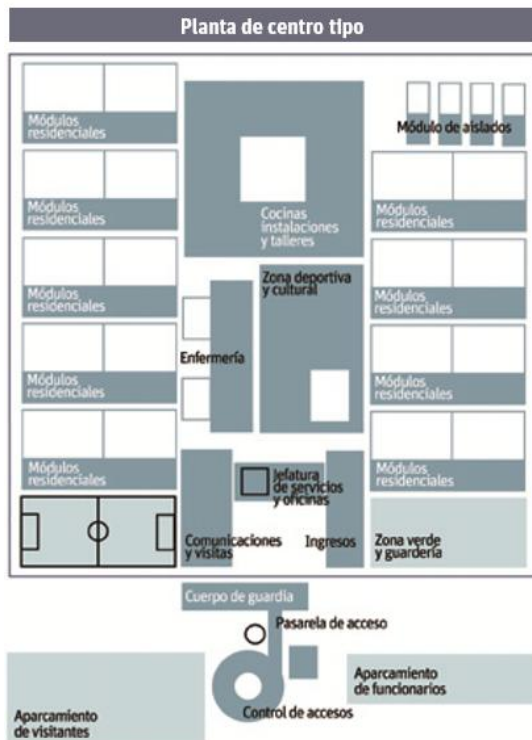 Planta de centro tipo
Módulos
residenciales
Módulo de aislados
Cocinas
instalaciones
y talleres
Módulos
residenciales
Módulos
residenciales
Zona deportiva
y cultural
Módulos
residenciales
Módulos
residenciales
Enfermería
Módulos
residenciales
Módulos
residenciales
Módulos
residenciales
Jefatura
de servicios
y oficinas
Módulos
residenciales
Comunicaciones
y visitas
Ingresos
Zona verde
y guardería
Cuerpo de guardia
Pasarela de acceso
Aparcamiento
de funcionarios
Control de accesos
Aparcamiento
de visitantes